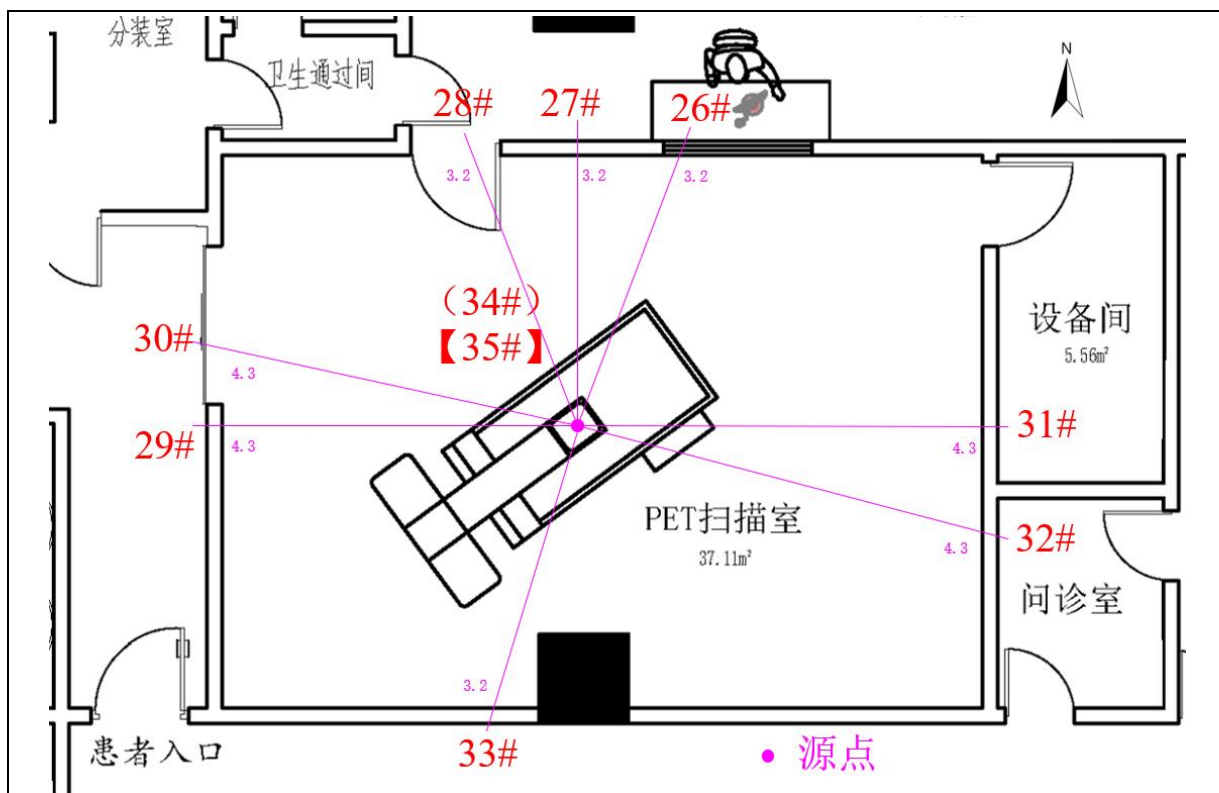 分装室
卫生通过间
N
28#
27#
26#
3.2
3.2
3.2
（34#）
【35#】
30#
4.3
设备间
5.56m²
29#
4.3
4.3
31#
PET扫描室
37.11m²
4.3
32#
问诊室
3.2
33#
患者入口
源点